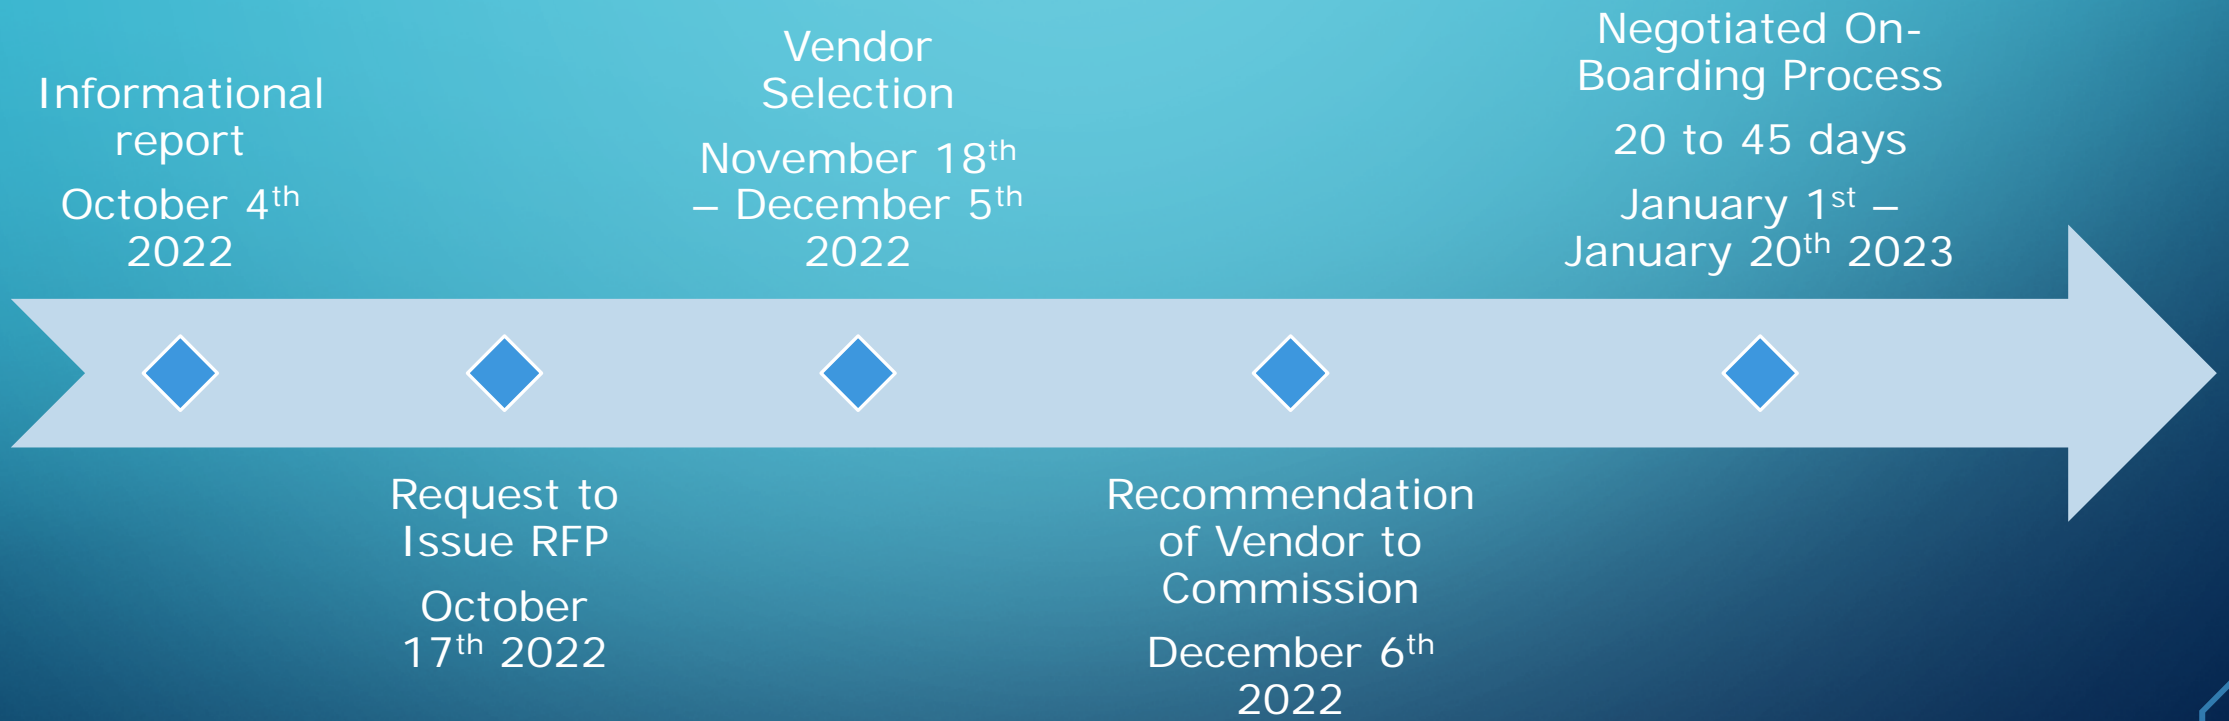 Informational
report
October 4th
2022
Request to
Issue RFP
October
17th 2022
Vendor
Selection
November 18th
– December 5th
2022
Recommendation
of Vendor to
Commission
December 6th
2022
Negotiated On-
Boarding Process
20 to 45 days
January 1st –
January 20th 2023